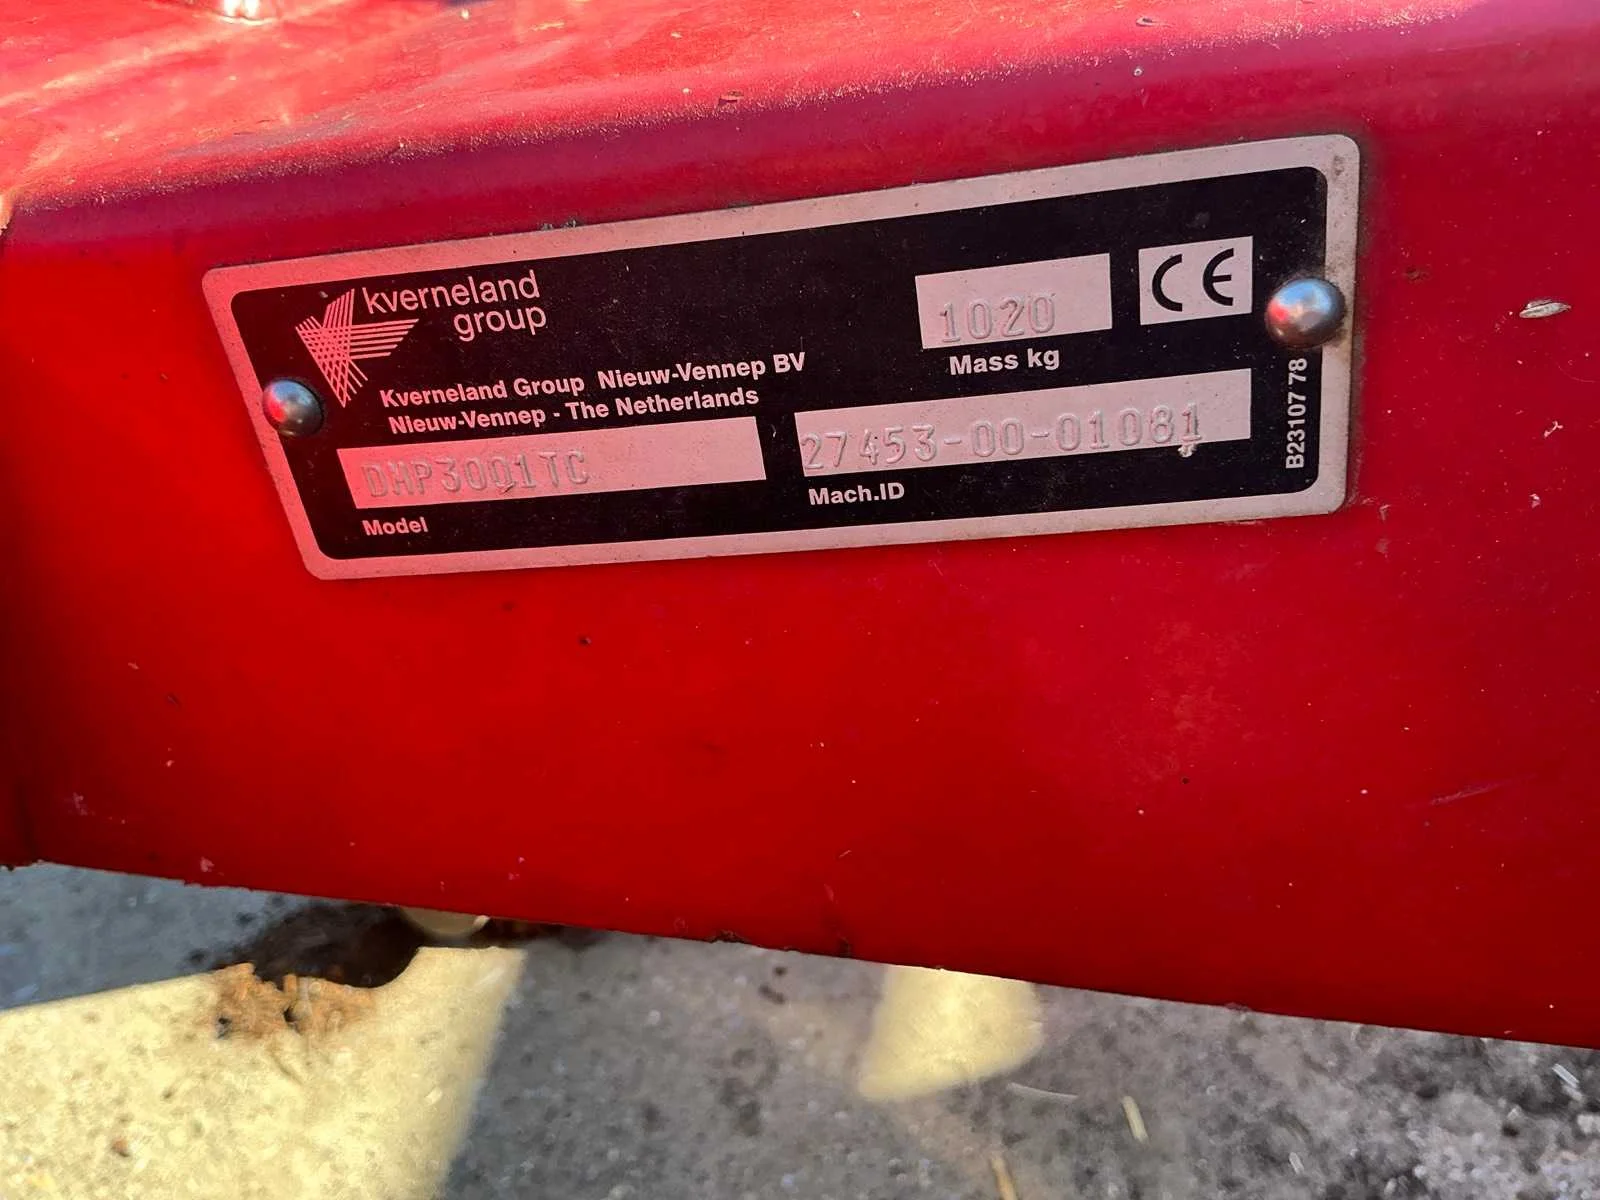 kverneland
group
Kverneland Group Nieuw-Vennep BV
Nieuw-Vennep - The Netherlands
1020
Mass kg
CE
DMP3001TC
Model
27453-00-01081
Mach.ID
B23107 78